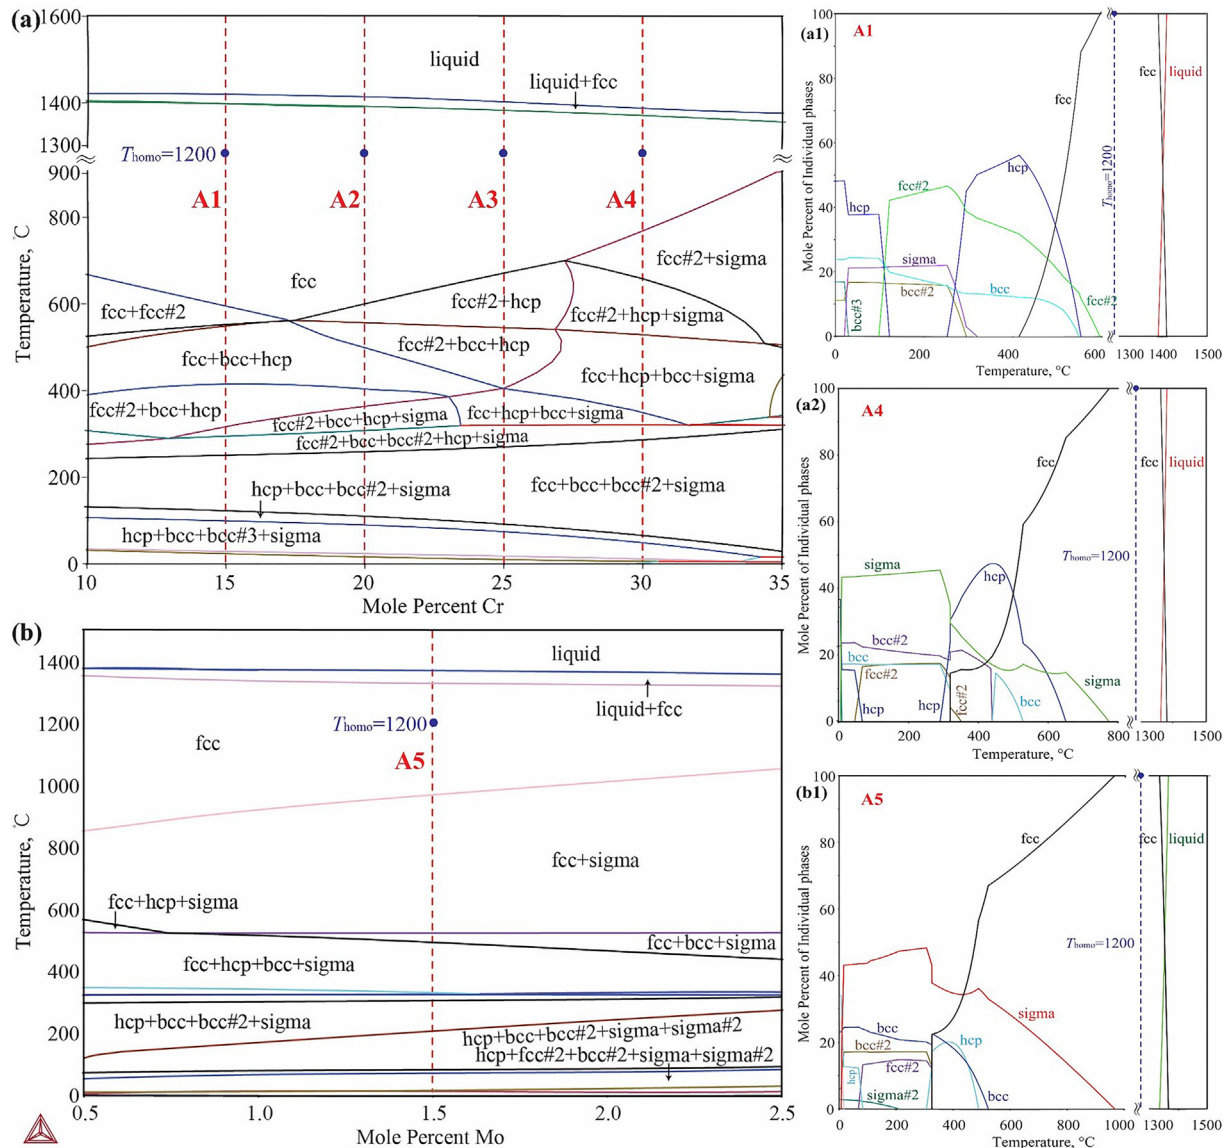 (a)
1600
1400
1300
900
800
600
400
200
0
Temperature, °C
liquid
liquid+fcc
Thomo=1200
A1
A2
A3
A4
fcc
fcc#2+sigma
fcc+fcc#2
fcc#2+hcp
fcc#2+hcp+sigma
fcc#2+bcc+hcp
fcc+bcc+hcp
fcc+hcp+bcc+sigma
fcc#2+bcc+hcp
fcc#2+bcc+hcp+sigma
fcc+hcp+bcc+sigma
fcc#2+bcc+bcc#2+hcp+sigma
hcp+bcc+bcc#2+sigma
fcc+bcc+bcc#2+sigma
hcp+bcc+bcc#3+sigma
10
15
20
25
30
35
Mole Percent Cr
(a1)
A1
100
80
60
40
20
0
Mole Percent of Individual phases
fcc
fcc
liquid
Thomo=1200
hcp
fcc#2
hcp
sigma
bcc#2
bcc
bcc#3
fcc#2
0
200
400
600
1300
1400
1500
Temperature, °C
(a2)
A4
100
80
60
40
20
0
Mole Percent of Individual phases
fcc
fcc
liquid
Thomo=1200
sigma
hcp
bcc#2
bcc
fcc#2
hcp
hcp
fcc#2
bcc
sigma
0
200
400
600
800
1300
1500
Temperature, °C
(b)
1400
1200
1000
800
600
400
200
0
Temperature, °C
liquid
liquid+fcc
Thomo=1200
fcc
A5
fcc+sigma
fcc+hcp+sigma
fcc+bcc+sigma
fcc+hcp+bcc+sigma
hcp+bcc+bcc#2+sigma
hcp+bcc+bcc#2+sigma+sigma#2
hcp+fcc#2+bcc#2+sigma+sigma#2
0.5
1.0
1.5
2.0
2.5
Mole Percent Mo
(b1)
A5
100
80
60
40
20
0
Mole Percent of Individual phases
fcc
fcc
liquid
Thomo=1200
sigma
bcc
bcc#2
hcp
fcc#2
hcp
sigma#2
bcc
0
200
400
600
800
1000
1300
1500
Temperature, °C